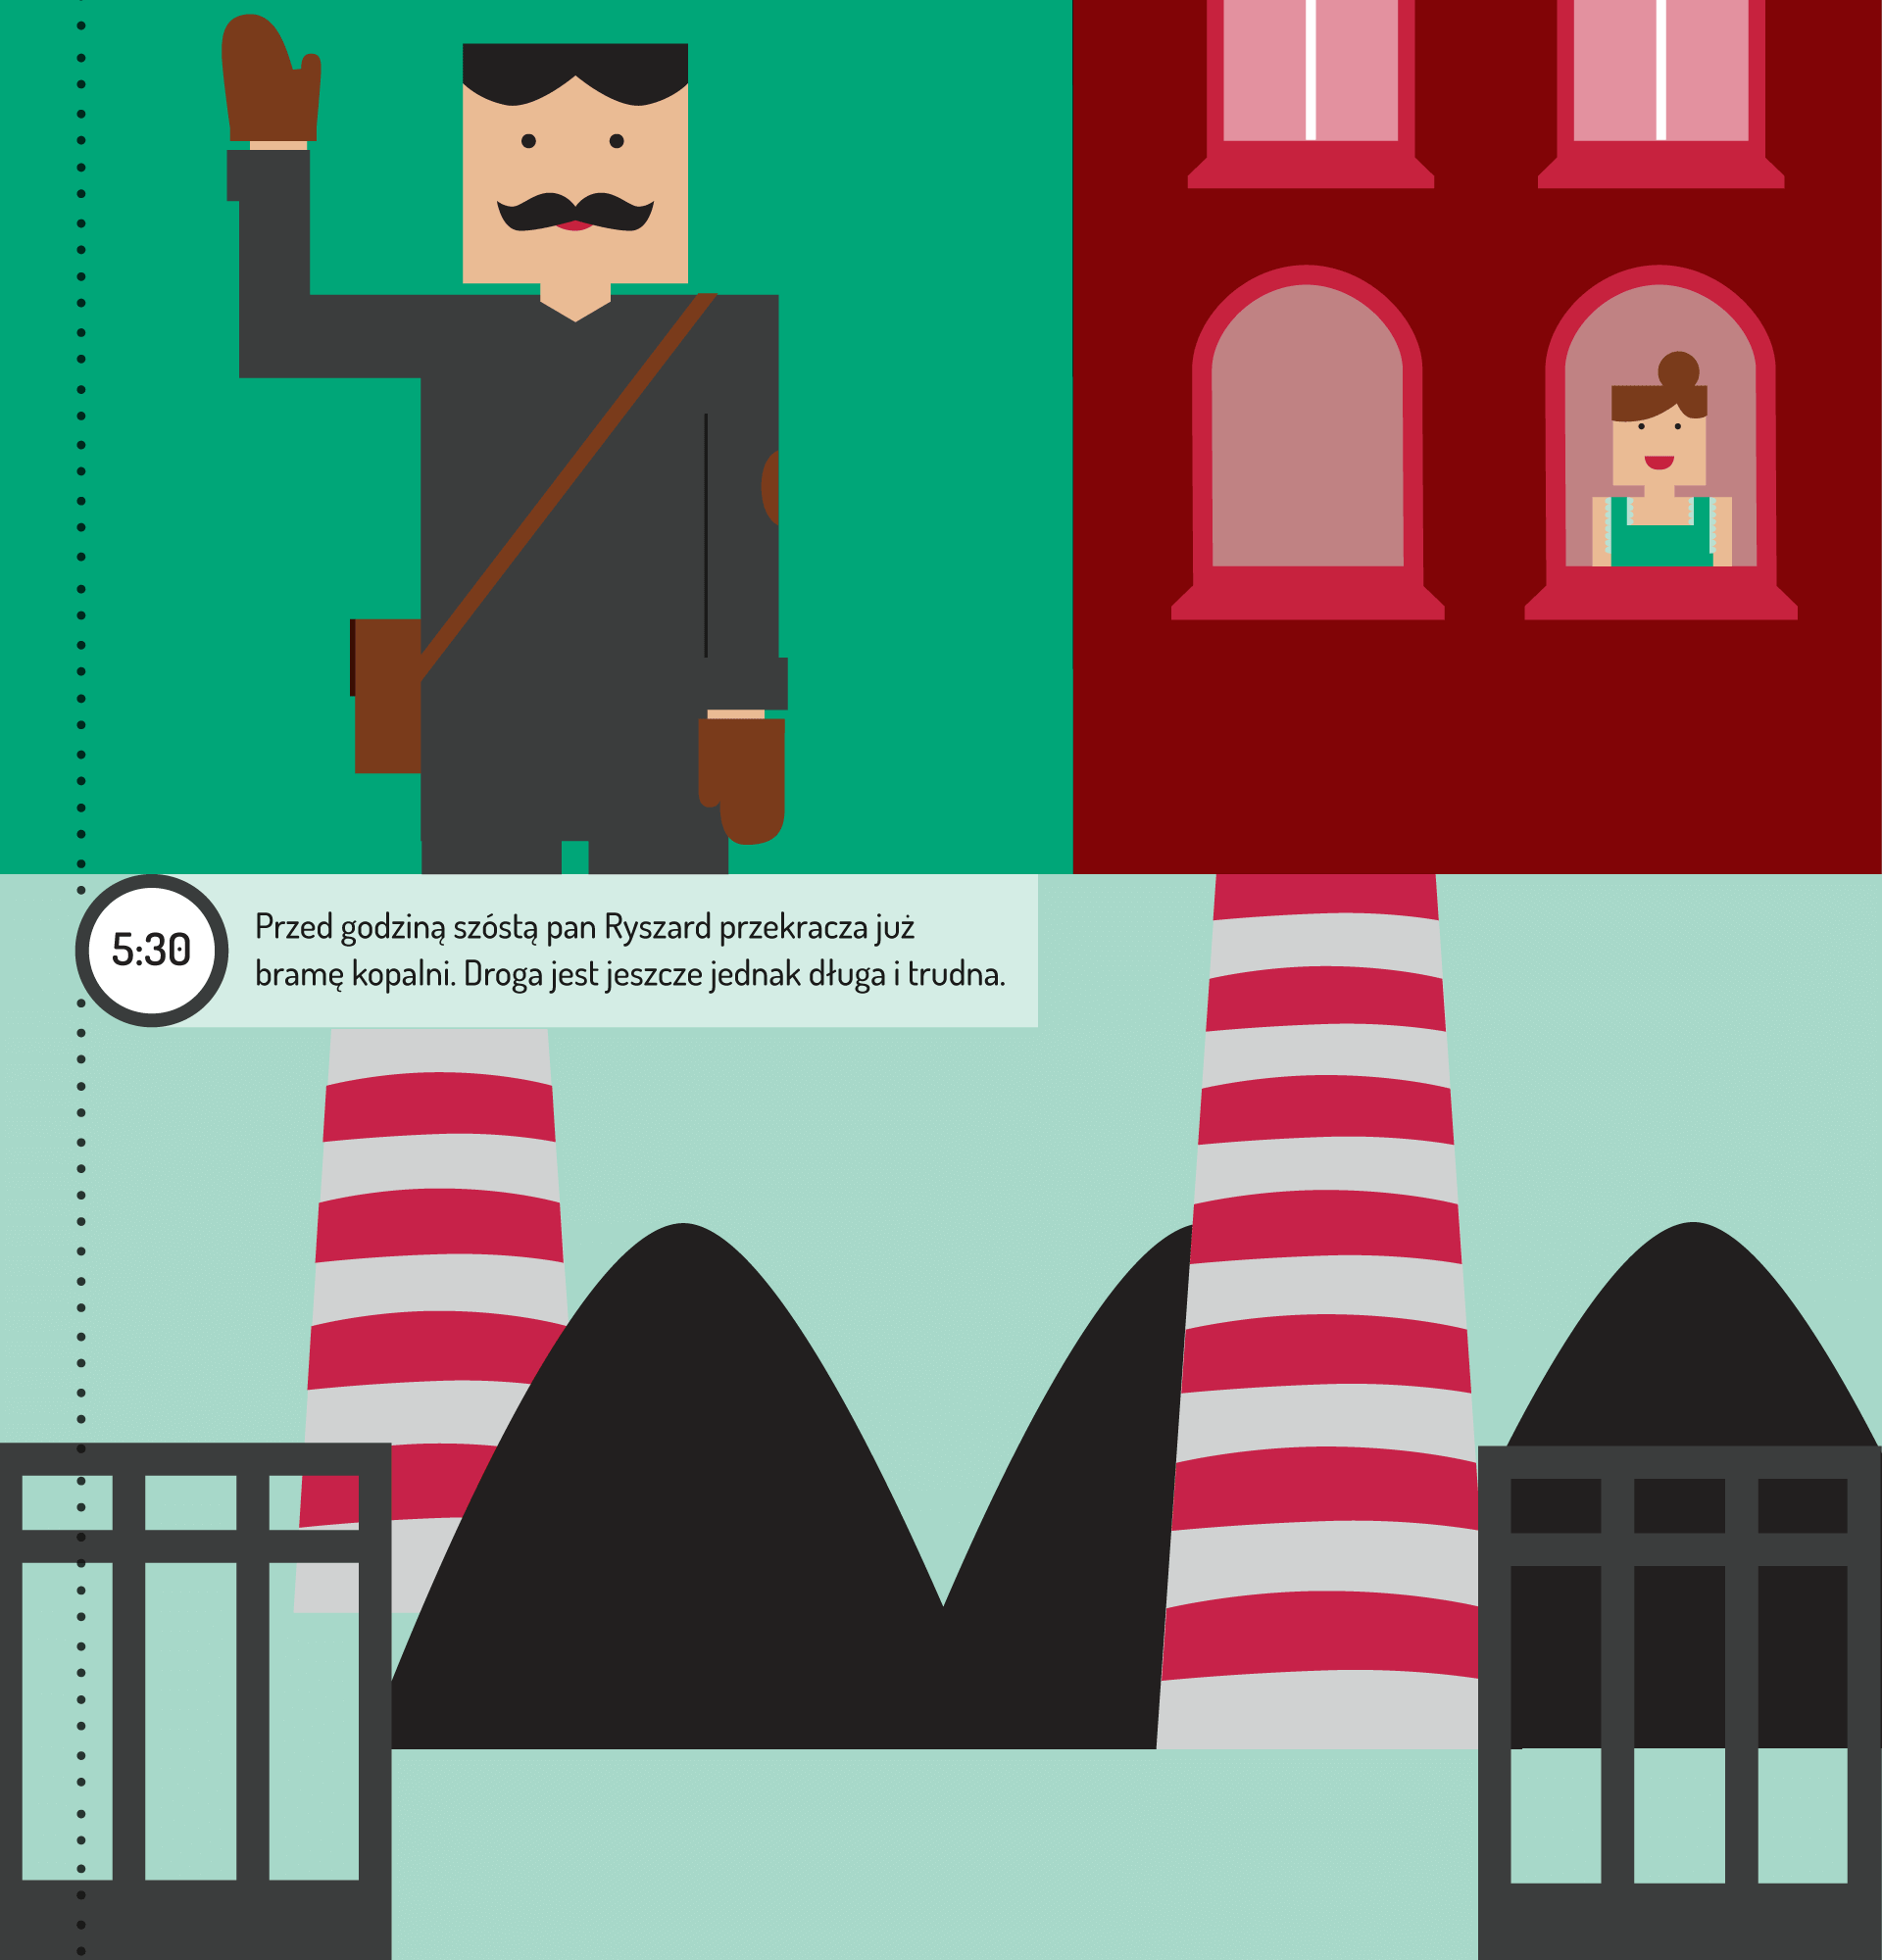 5:30
Przed godziną szóstą pan Ryszard przekracza już
bramę kopalni. Droga jest jeszcze jednak długa i trudna.